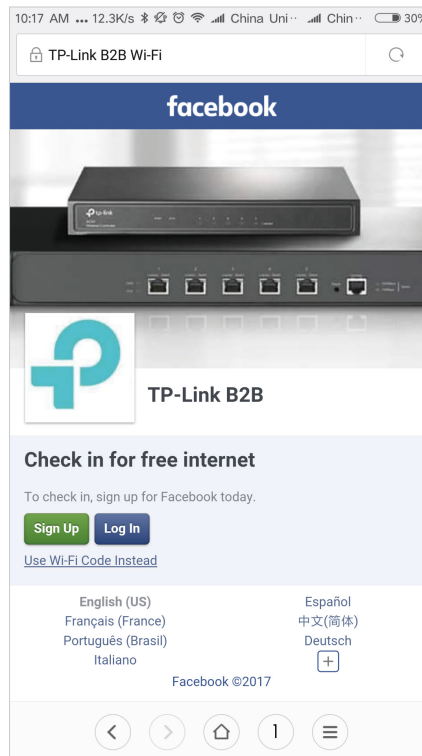 10:17 AM ... 12.3K/s China Uni·· Chin·· 30%
TP-Link B2B Wi-Fi
facebook
tp-link
TP-Link B2B
Check in for free internet
To check in, sign up for Facebook today.
Sign Up Log In
Use Wi-Fi Code Instead
English (US) Español
Français (France) 中文(简体)
Português (Brasil) Deutsch
Italiano +
Facebook ©2017
1